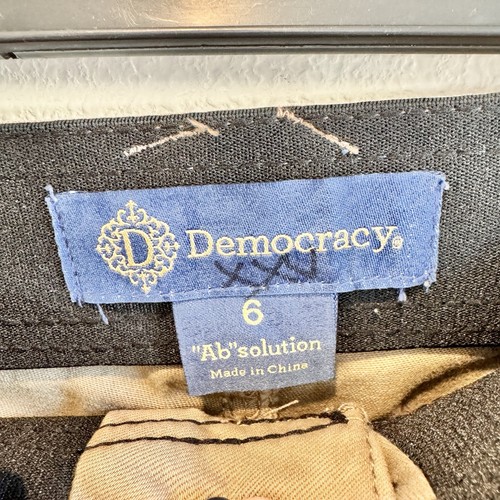 D Democracy®
6
"Ab"solution
Made in China